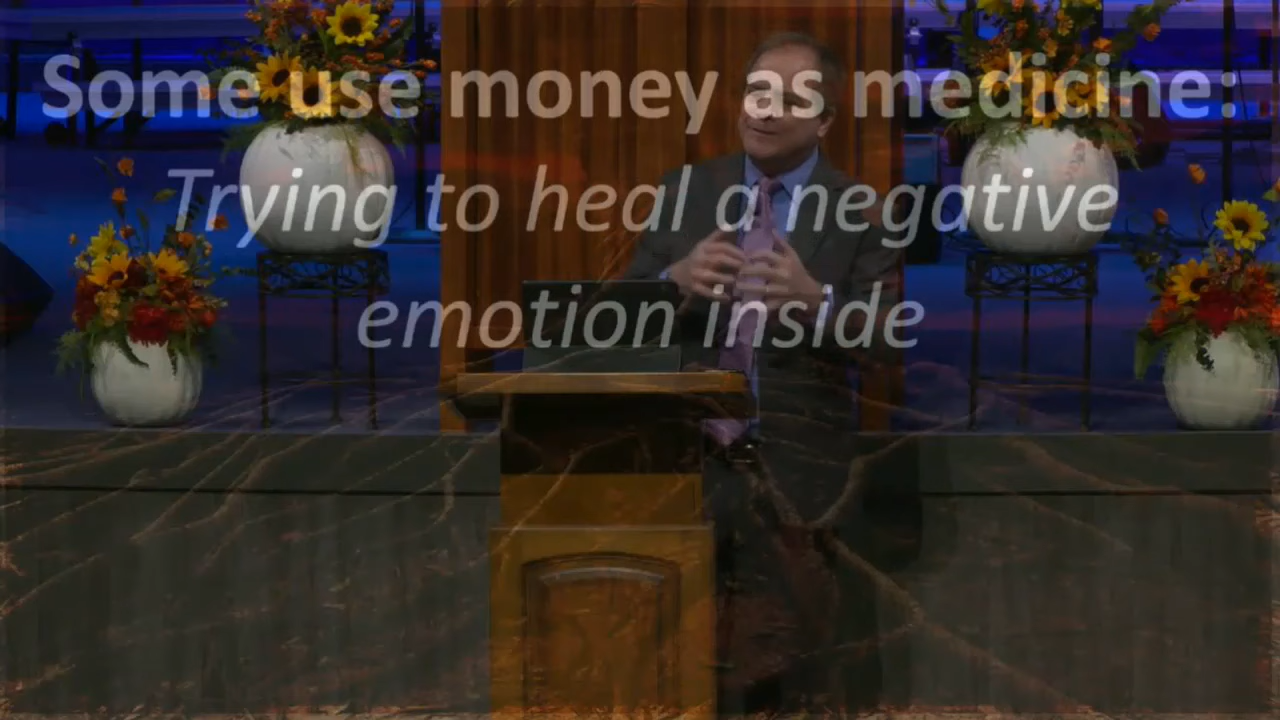 Some use money as medicine:
Trying to heal a negative
emotion inside